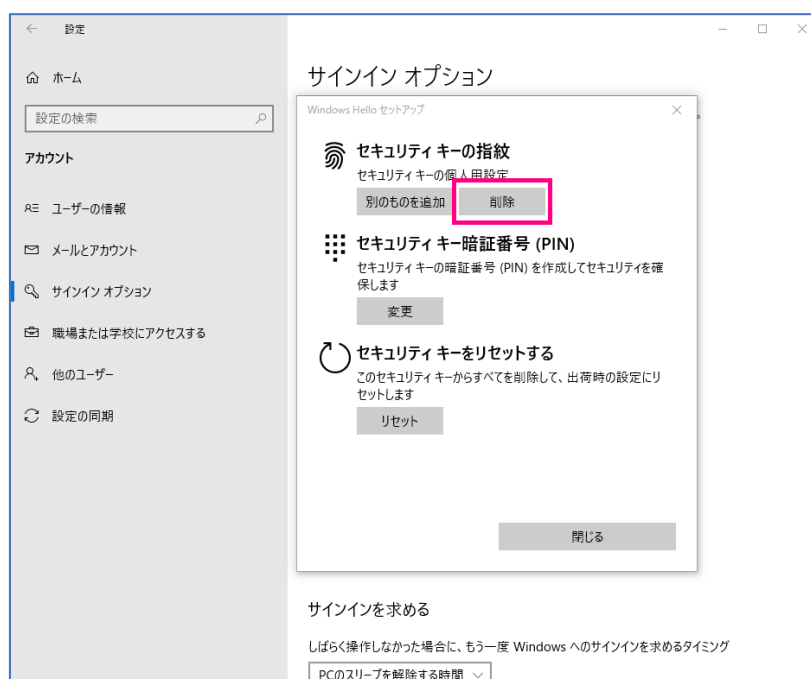 設定
ホーム
設定の検索
アカウント
ユーザーの情報
メールとアカウント
サインイン オプション
職場または学校にアクセスする
他のユーザー
設定の同期
サインイン オプション
Windows Hello セットアップ
セキュリティ キーの指紋
セキュリティ キーの個人用設定
別のものを追加
削除
セキュリティ キー暗証番号 (PIN)
セキュリティ キーの暗証番号 (PIN) を作成してセキュリティを確
保します
変更
セキュリティ キーをリセットする
このセキュリティ キーからすべてを削除して、出荷時の設定にリ
セットします
リセット
閉じる
サインインを求める
しばらく操作しなかった場合に、もう一度 Windows へのサインインを求めるタイミング
PCのスリープを解除する時間